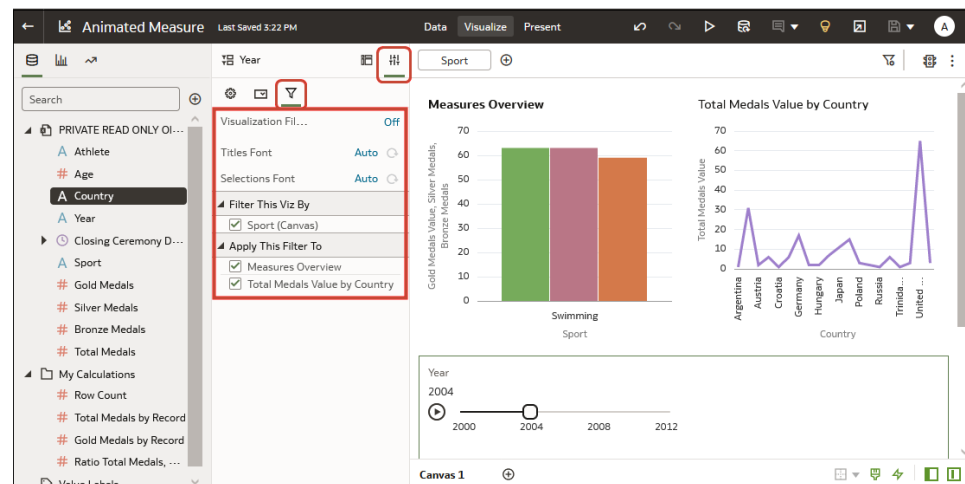 Animated Measure Last Saved 3:22 PM Data Visualize Present A
Search
PRIVATE READ ONLY Ol...
A Athlete
# Age
A Country
A Year
Closing Ceremony D...
A Sport
# Gold Medals
# Silver Medals
# Bronze Medals
# Total Medals
My Calculations
# Row Count
# Total Medals by Record
# Gold Medals by Record
# Ratio Total Medals, ...
Value Labels
Year
Visualization Fil... Off
Titles Font Auto
Selections Font Auto
Filter This Viz By
Sport (Canvas)
Apply This Filter To
Measures Overview
Total Medals Value by Country
Sport
Measures Overview
Gold Medals Value, Silver Medals,
Bronze Medals
70
60
50
40
30
20
10
0
Swimming
Sport
Total Medals Value by Country
Total Medals Value
70
60
50
40
30
20
10
0
Argentina
Austria
Croatia
Germany
Hungary
Japan
Poland
Russia
Trinida...
United ...
Country
Year
2004
2000 2004 2008 2012
Canvas 1